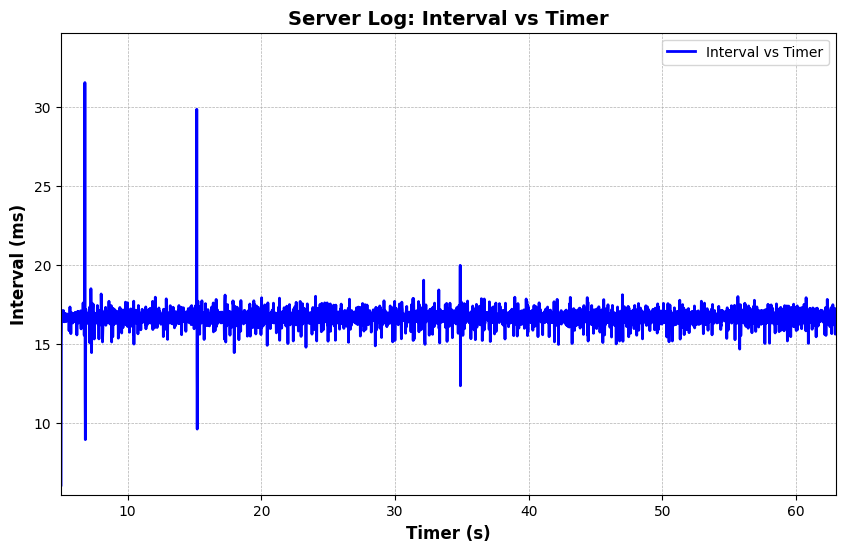 Server Log: Interval vs Timer
Interval vs Timer
30
25
20
15
10
Interval (ms)
10 20 30 40 50 60
Timer (s)